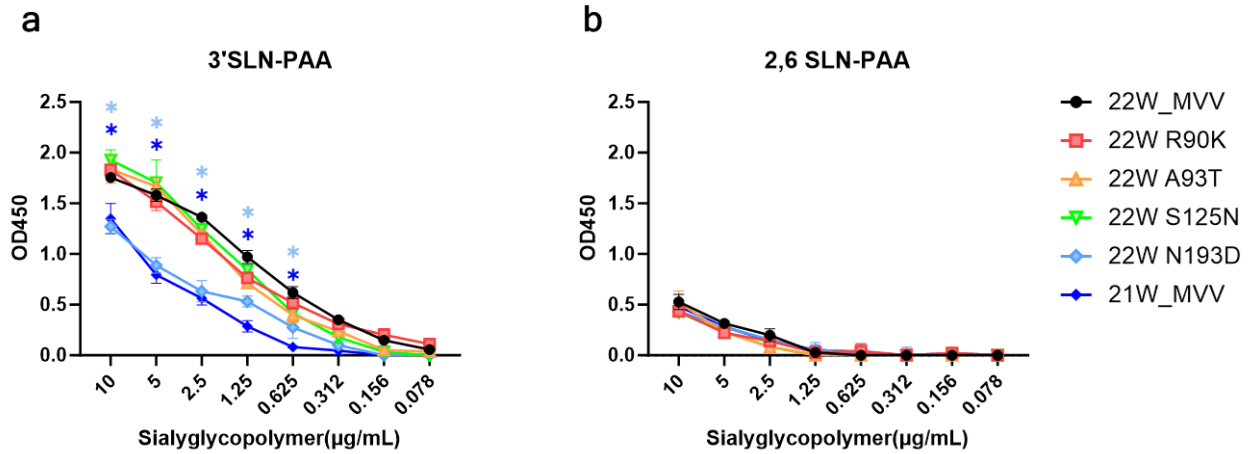 a
3'SLN-PAA
2.5
2.0
1.5
1.0
0.5
0.0
OD450
10
5
2.5
1.25
0.625
0.312
0.156
0.078
Sialyglycopolymer(µg/mL)
b
2,6 SLN-PAA
2.5
2.0
1.5
1.0
0.5
0.0
OD450
10
5
2.5
1.25
0.625
0.312
0.156
0.078
Sialyglycopolymer(µg/mL)
22W_MVV
22W R90K
22W A93T
22W S125N
22W N193D
21W_MVV